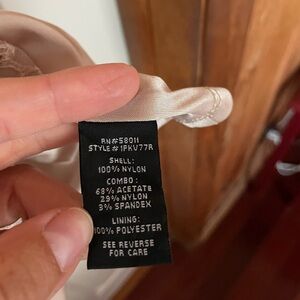 RN#58011
STYLE#1PKV77R
SHELL:
100% NYLON
COMBO:
68% ACETATE
29% NYLON
3% SPANDEX
LINING:
100% POLYESTER
SEE REVERSE
FOR CARE